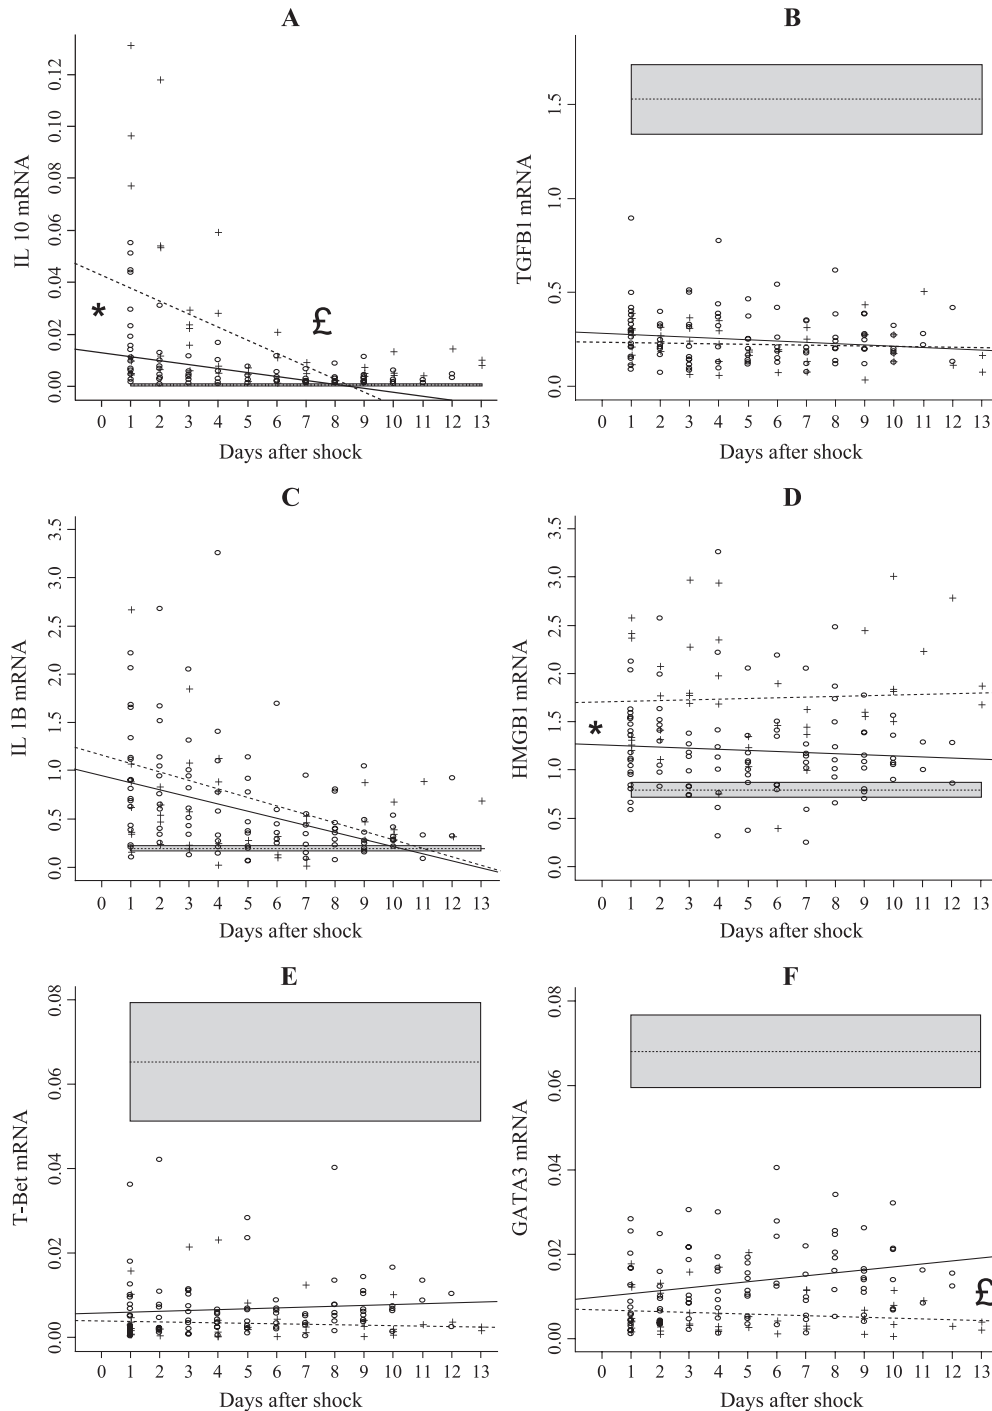 A
IL 10 mRNA
0.00 0.02 0.04 0.06 0.08 0.10 0.12
*
£
0 1 2 3 4 5 6 7 8 9 10 11 12 13
Days after shock
B
TGFB1 mRNA
0.0 0.5 1.0 1.5
0 1 2 3 4 5 6 7 8 9 10 11 12 13
Days after shock
C
IL 1B mRNA
0.0 0.5 1.0 1.5 2.0 2.5 3.0 3.5
0 1 2 3 4 5 6 7 8 9 10 11 12 13
Days after shock
D
HMGB1 mRNA
0.0 0.5 1.0 1.5 2.0 2.5 3.0 3.5
*
0 1 2 3 4 5 6 7 8 9 10 11 12 13
Days after shock
E
T-Bet mRNA
0.00 0.02 0.04 0.06 0.08
0 1 2 3 4 5 6 7 8 9 10 11 12 13
Days after shock
F
GATA3 mRNA
0.00 0.02 0.04 0.06 0.08
£
0 1 2 3 4 5 6 7 8 9 10 11 12 13
Days after shock